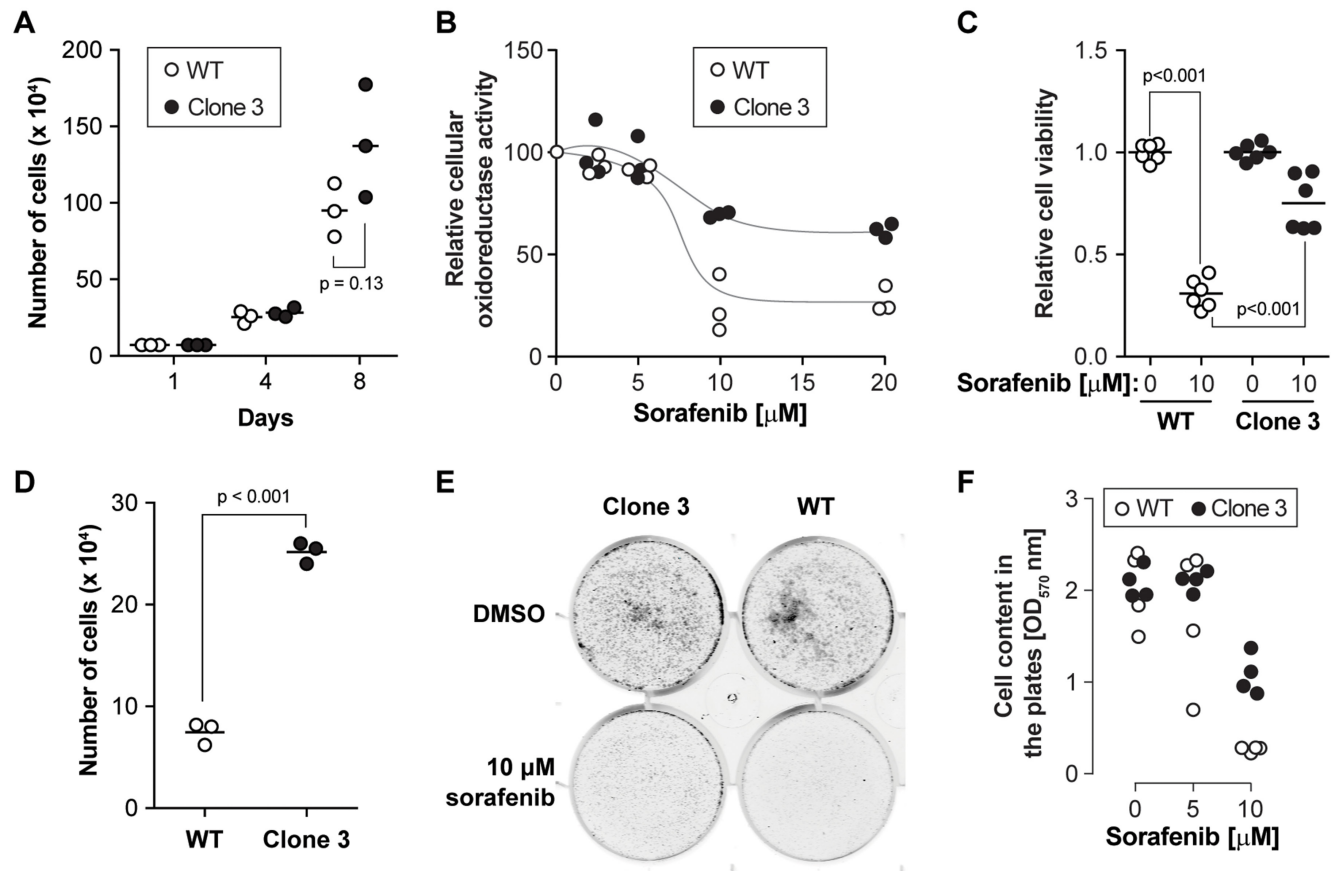 A
Number of cells (x 10⁴)
200
150
100
50
0
WT
Clone 3
p = 0.13
1
4
8
Days
B
Relative cellular
oxidoreductase activity
150
100
50
0
WT
Clone 3
0
5
10
15
20
Sorafenib [μM]
C
Relative cell viability
1.5
1.0
0.5
0.0
p<0.001
p<0.001
Sorafenib [μM]: 0 10 0 10
WT Clone 3
D
Number of cells (x 10⁴)
30
20
10
0
p < 0.001
WT
Clone 3
E
Clone 3
WT
DMSO
10 μM
sorafenib
F
Cell content in
the plates [OD₅₇₀ nm]
3
2
1
0
WT
Clone 3
0
5
10
Sorafenib [μM]